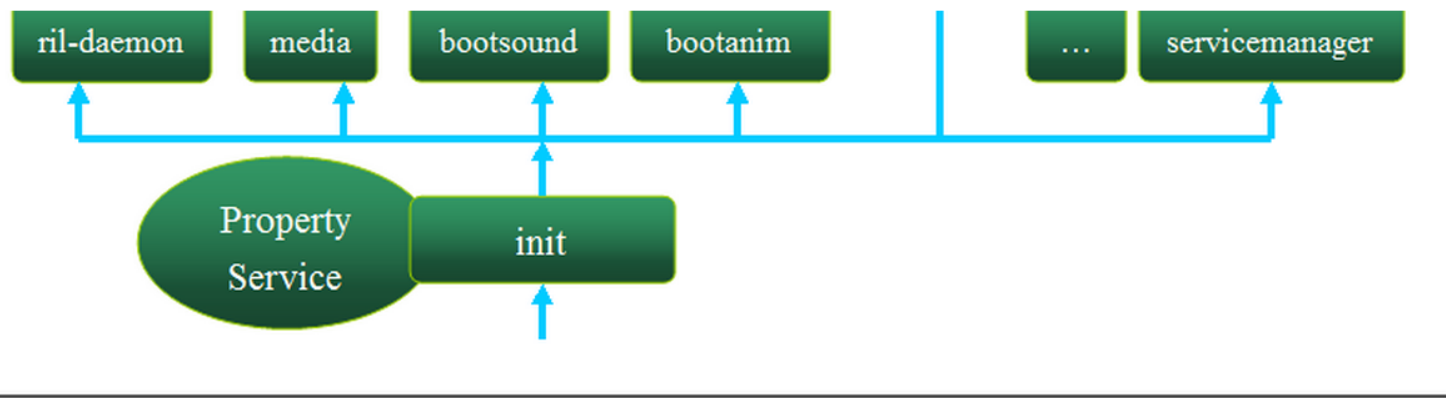 ril-daemon
media
bootsound
bootanim
…
servicemanager
Property
Service
init